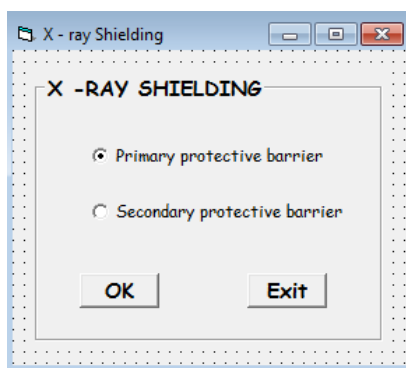 X - ray Shielding
X -RAY SHIELDING
Primary protective barrier
Secondary protective barrier
OK Exit